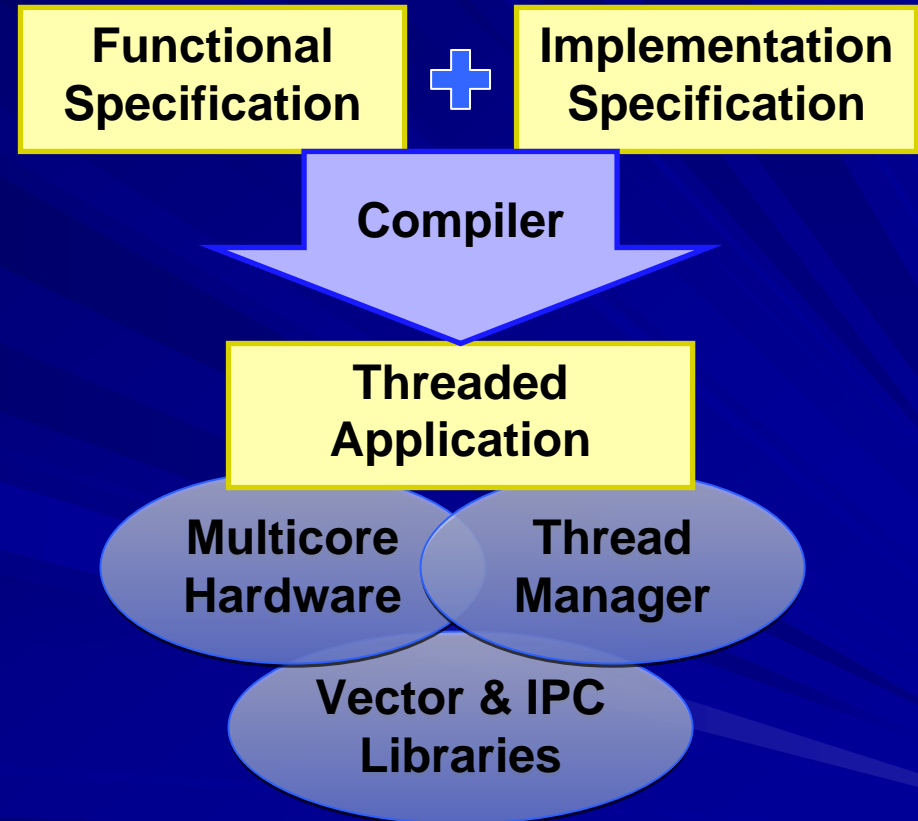 Functional
Specification
Implementation
Specification
Compiler
Threaded
Application
Multicore
Hardware
Thread
Manager
Vector & IPC
Libraries